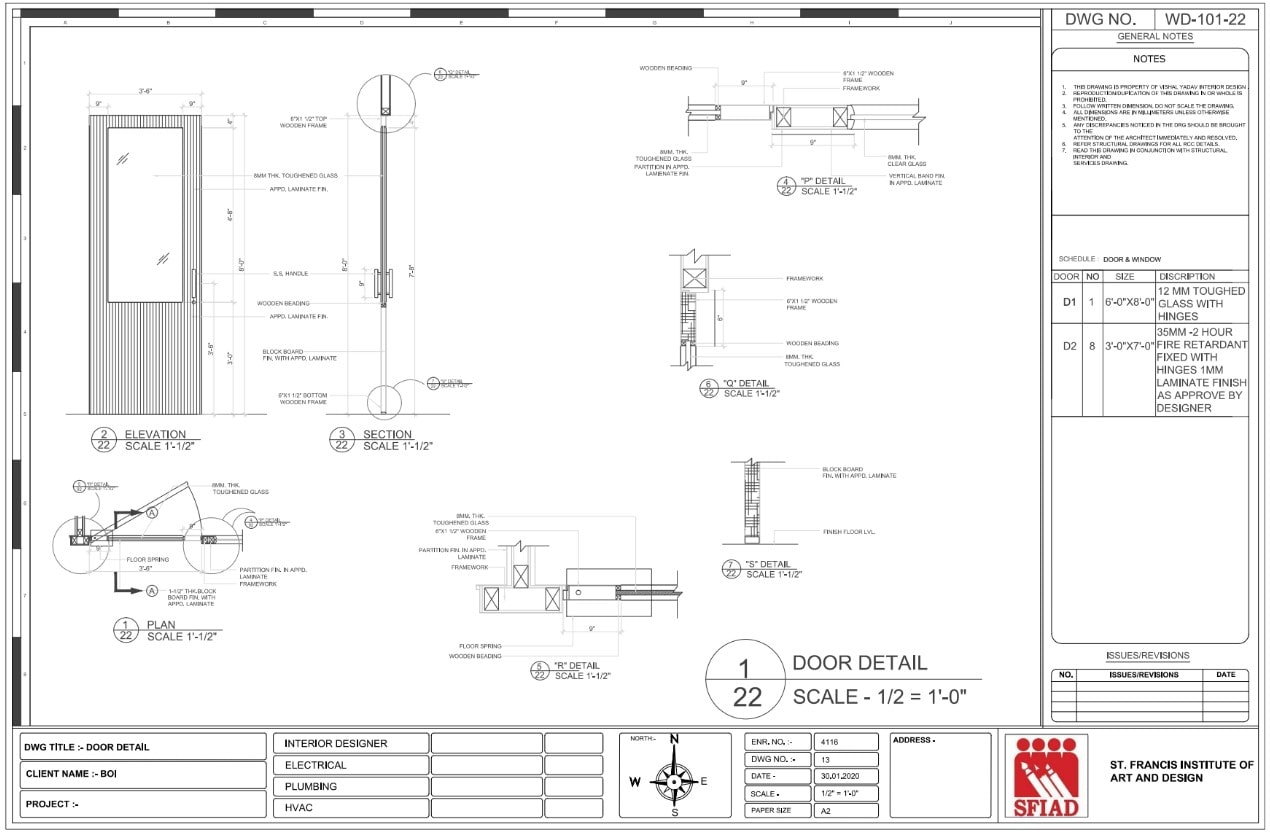 A B C D E F G H I J
DWG NO. WD-101-22
GENERAL NOTES
NOTES
1. THIS DRAWING IS PROPERTY OF VISHAL YADAV INTERIOR DESIGN .
2. REPRODUCTION/DUPICATION OF THIS DRAWING IN OR WHOLE IS
PROHIBITED.
3. FOLLOW WRITTEN DIMENSION, DO NOT SCALE THE DRAWING.
4. ALL DIMENSIONS ARE IN MILLIMETERS UNLESS OTHERWISE
MENTIONED.
5. ANY DISCREPANCIES NOTICED IN THE DRG SHOULD BE BROUGHT
TO THE
ATTENTION OF THE ARCHITECT IMMEDIATELY AND RESOLVED.
6. REFER STRUCTURAL DRAWINGS FOR ALL RCC DETAILS.
7. READ THIS DRAWING IN CONJUNCTION WITH STRUCTURAL,
INTERIOR AND
SERVICES DRAWING.
SCHEDULE : DOOR & WINDOW
DOOR NO SIZE DISCRIPTION
D1 1 6'-0"X8'-0" 12 MM TOUGHED
GLASS WITH
HINGES
D2 8 3'-0"X7'-0" 35MM -2 HOUR
FIRE RETARDANT
FIXED WITH
HINGES 1MM
LAMINATE FINISH
AS APPROVE BY
DESIGNER
ISSUES/REVISIONS
NO. ISSUES/REVISIONS DATE
3'-6"
9" 9"
4"
4'-8"
8'-0"
3'-6"
3'-0"
2
22
ELEVATION
SCALE 1'-1/2"
6"X1 1/2" TOP
WOODEN FRAME
8MM THK. TOUGHENED GLASS
APPD. LAMINATE FIN.
S.S. HANDLE
WOODEN BEADING
APPD. LAMINATE FIN.
BLOCK BOARD
FIN. WITH APPD. LAMINATE
6"X1 1/2" BOTTOM
WOODEN FRAME
8'-0"
9"
7'-8"
3
22
SECTION
SCALE 1'-1/2"
WOODEN BEADING
9"
6"X1 1/2" WOODEN
FRAME
FRAMEWORK
8MM. THK.
TOUGHENED GLASS
PARTITION IN APPD.
LAMIENATE FIN.
9"
8MM. THK.
CLEAR GLASS
VERTICAL BAND FIN.
IN APPD. LAMINATE
4
22
"P" DETAIL
SCALE 1'-1/2"
FRAMEWORK
6"X1 1/2" WOODEN
FRAME
6"
WOODEN BEADING
8MM. THK.
TOUGHENED GLASS
6
22
"Q" DETAIL
SCALE 1'-1/2"
BLOCK BOARD
FIN. WITH APPD. LAMINATE
FINISH FLOOR LVL.
7
22
"S" DETAIL
SCALE 1'-1/2"
8MM. THK.
TOUGHENED GLASS
A
9"
9"
FLOOR SPRING
3'-6"
PARTITION FIN. IN APPD.
LAMINATE
FRAMEWORK
A
1-1/2" THK.BLOCK
BOARD FIN. WITH
APPD. LAMINATE
1
22
PLAN
SCALE 1'-1/2"
8MM. THK.
TOUGHENED GLASS
6"X1 1/2" WOODEN
FRAME
PARTITION FIN. IN APPD.
LAMINATE
FRAMEWORK
9"
FLOOR SPRING
WOODEN BEADING
5
22
"R" DETAIL
SCALE 1'-1/2"
1
22
DOOR DETAIL
SCALE - 1/2 = 1'-0"
DWG TITLE :- DOOR DETAIL
CLIENT NAME :- BOI
PROJECT :-
INTERIOR DESIGNER
ELECTRICAL
PLUMBING
HVAC
NORTH:-
N
W E
S
ENR. NO. :- 4116
DWG NO. :- 13
DATE - 30.01.2020
SCALE - 1/2" = 1'-0"
PAPER SIZE A2
ADDRESS -
SFIAD
ST. FRANCIS INSTITUTE OF
ART AND DESIGN